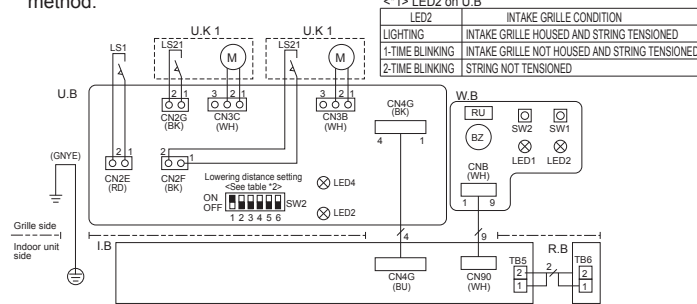 method.
<*1> LED2 on U.B
LED2 INTAKE GRILLE CONDITION
LIGHTING INTAKE GRILLE HOUSED AND STRING TENSIONED
1-TIME BLINKING INTAKE GRILLE NOT HOUSED AND STRING TENSIONED
2-TIME BLINKING STRING NOT TENSIONED
U.K 1
U.K 1
LS1
LS21
M
LS21
M
U.B
2 1
CN2G
(BK)
3 2 1
CN3C
(WH)
3 2 1
CN3B
(WH)
CN4G
(BK)
4 1
W.B
RU
BZ
SW2
SW1
LED1
LED2
CNB
(WH)
1 9
(GNYE)
2 1
CN2E
(RD)
2 1
CN2F
(BK)
Lowering distance setting
<See table *2>
ON
OFF
1 2 3 4 5 6
SW2
LED4
LED2
Grille side
Indoor unit
side
I.B
4
9
CN4G
(BU)
CN90
(WH)
R.B
TB5
2
1
2
TB6
2
1